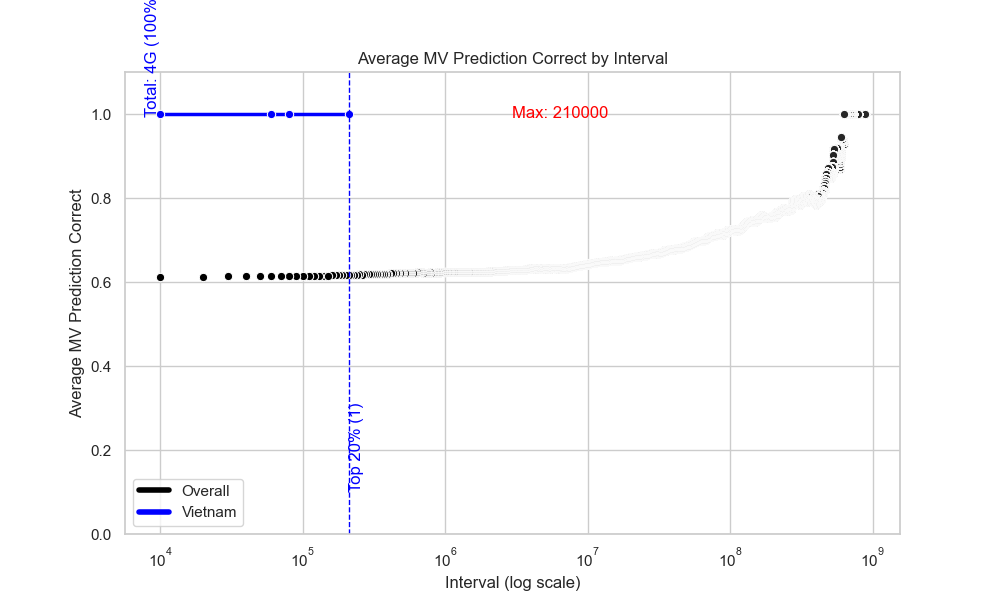 Total: 4G (100%
Average MV Prediction Correct by Interval
Max: 210000
Average MV Prediction Correct
1.0
0.8
0.6
0.4
0.2
0.0
Top 20% (1)
Overall
Vietnam
10^4
10^5
10^6
10^7
10^8
10^9
Interval (log scale)